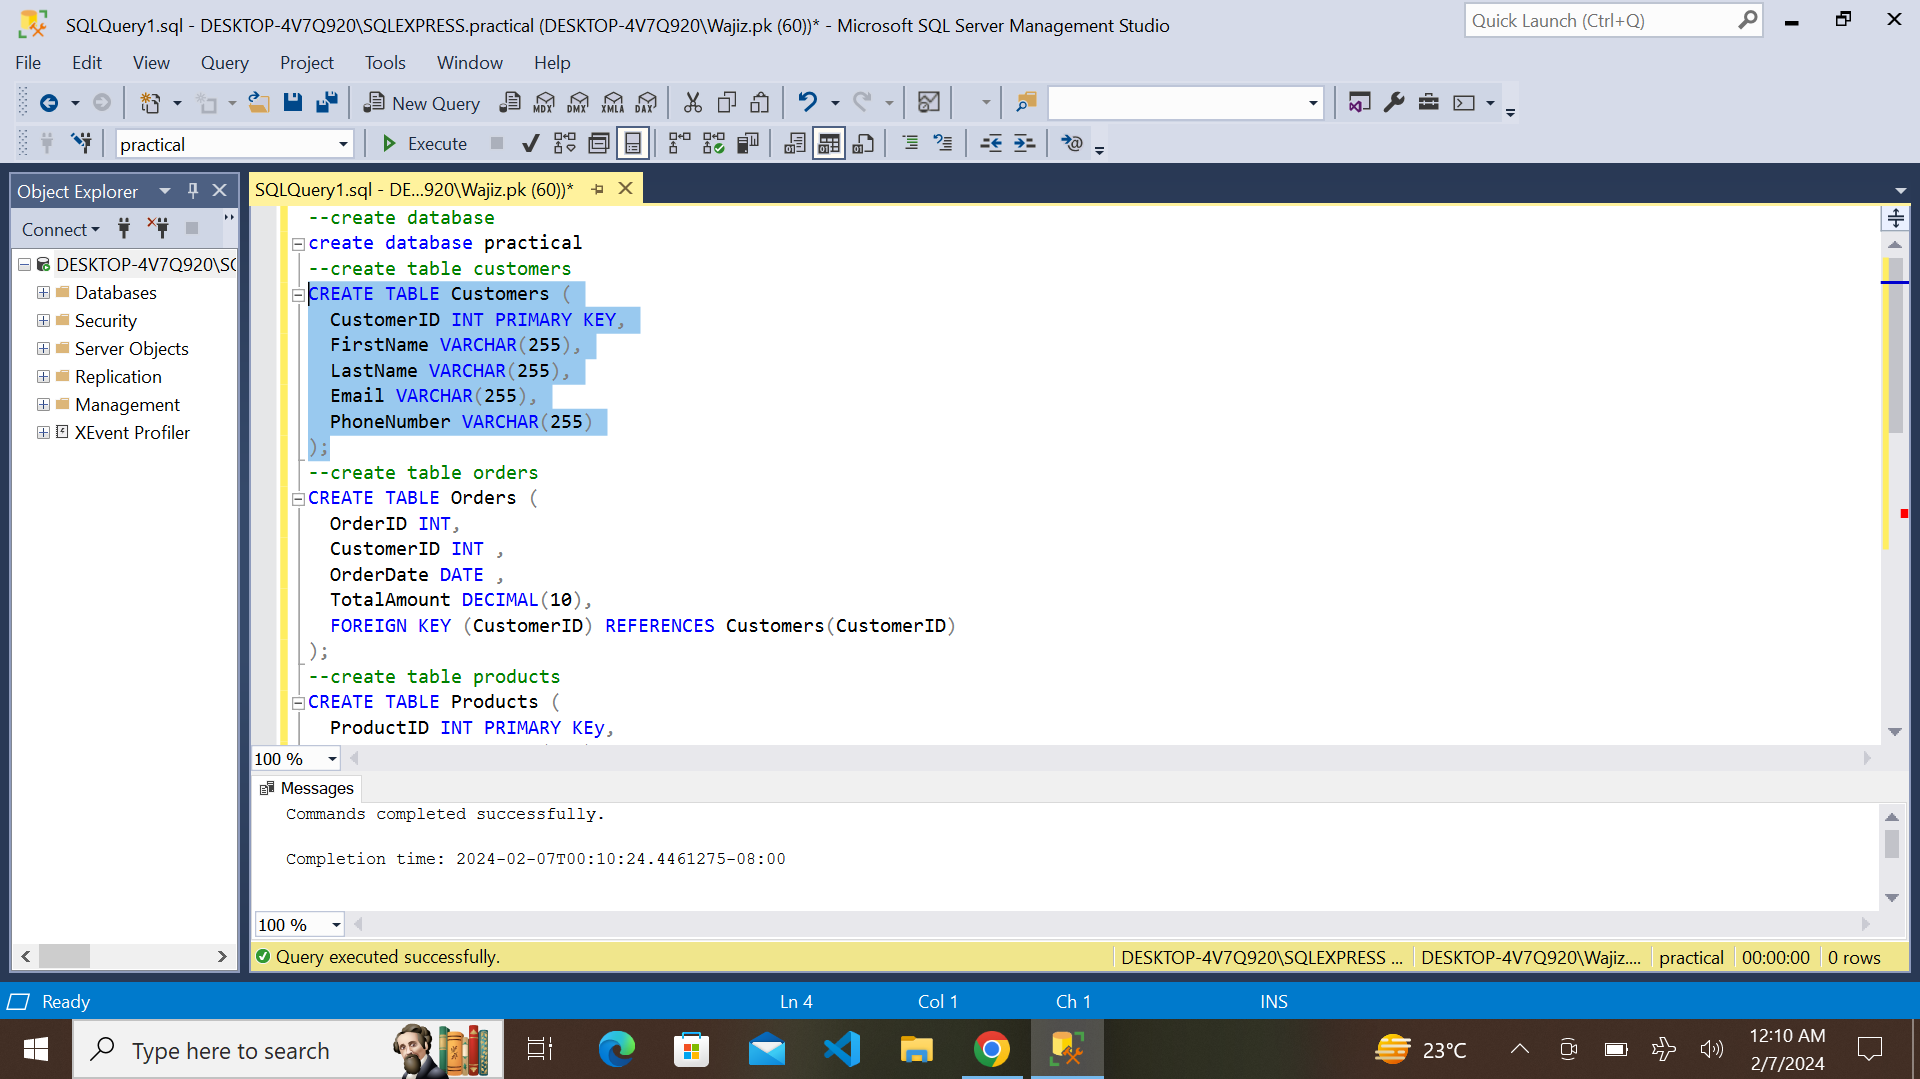 SQLQuery1.sql - DESKTOP-4V7Q920\SQLEXPRESS.practical (DESKTOP-4V7Q920\Wajiz.pk (60))* - Microsoft SQL Server Management Studio
Quick Launch (Ctrl+Q)
File Edit View Query Project Tools Window Help
New Query MDX DMX XMLA DAX
practical Execute
Object Explorer
SQLQuery1.sql - DE...920\Wajiz.pk (60))*
Connect
DESKTOP-4V7Q920\SQ
Databases
Security
Server Objects
Replication
Management
XEvent Profiler
--create database
create database practical
--create table customers
CREATE TABLE Customers (
CustomerID INT PRIMARY KEY,
FirstName VARCHAR(255),
LastName VARCHAR(255),
Email VARCHAR(255),
PhoneNumber VARCHAR(255)
);
--create table orders
CREATE TABLE Orders (
OrderID INT,
CustomerID INT ,
OrderDate DATE ,
TotalAmount DECIMAL(10),
FOREIGN KEY (CustomerID) REFERENCES Customers(CustomerID)
);
--create table products
CREATE TABLE Products (
ProductID INT PRIMARY KEy,
100 %
Messages
Commands completed successfully.
Completion time: 2024-02-07T00:10:24.4461275-08:00
100 %
Query executed successfully. DESKTOP-4V7Q920\SQLEXPRESS ... DESKTOP-4V7Q920\Wajiz.... practical 00:00:00 0 rows
Ready Ln 4 Col 1 Ch 1 INS
Type here to search 23°C 12:10 AM
2/7/2024